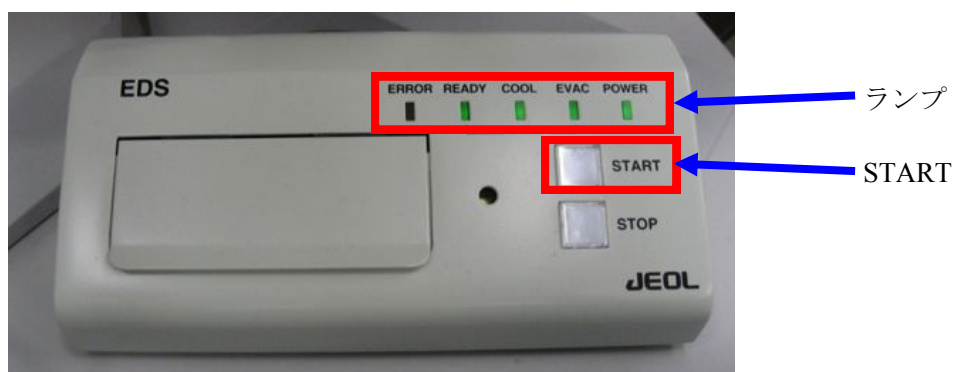 EDS
ERROR READY COOL EVAC POWER
ランプ
START
START
STOP
JEOL